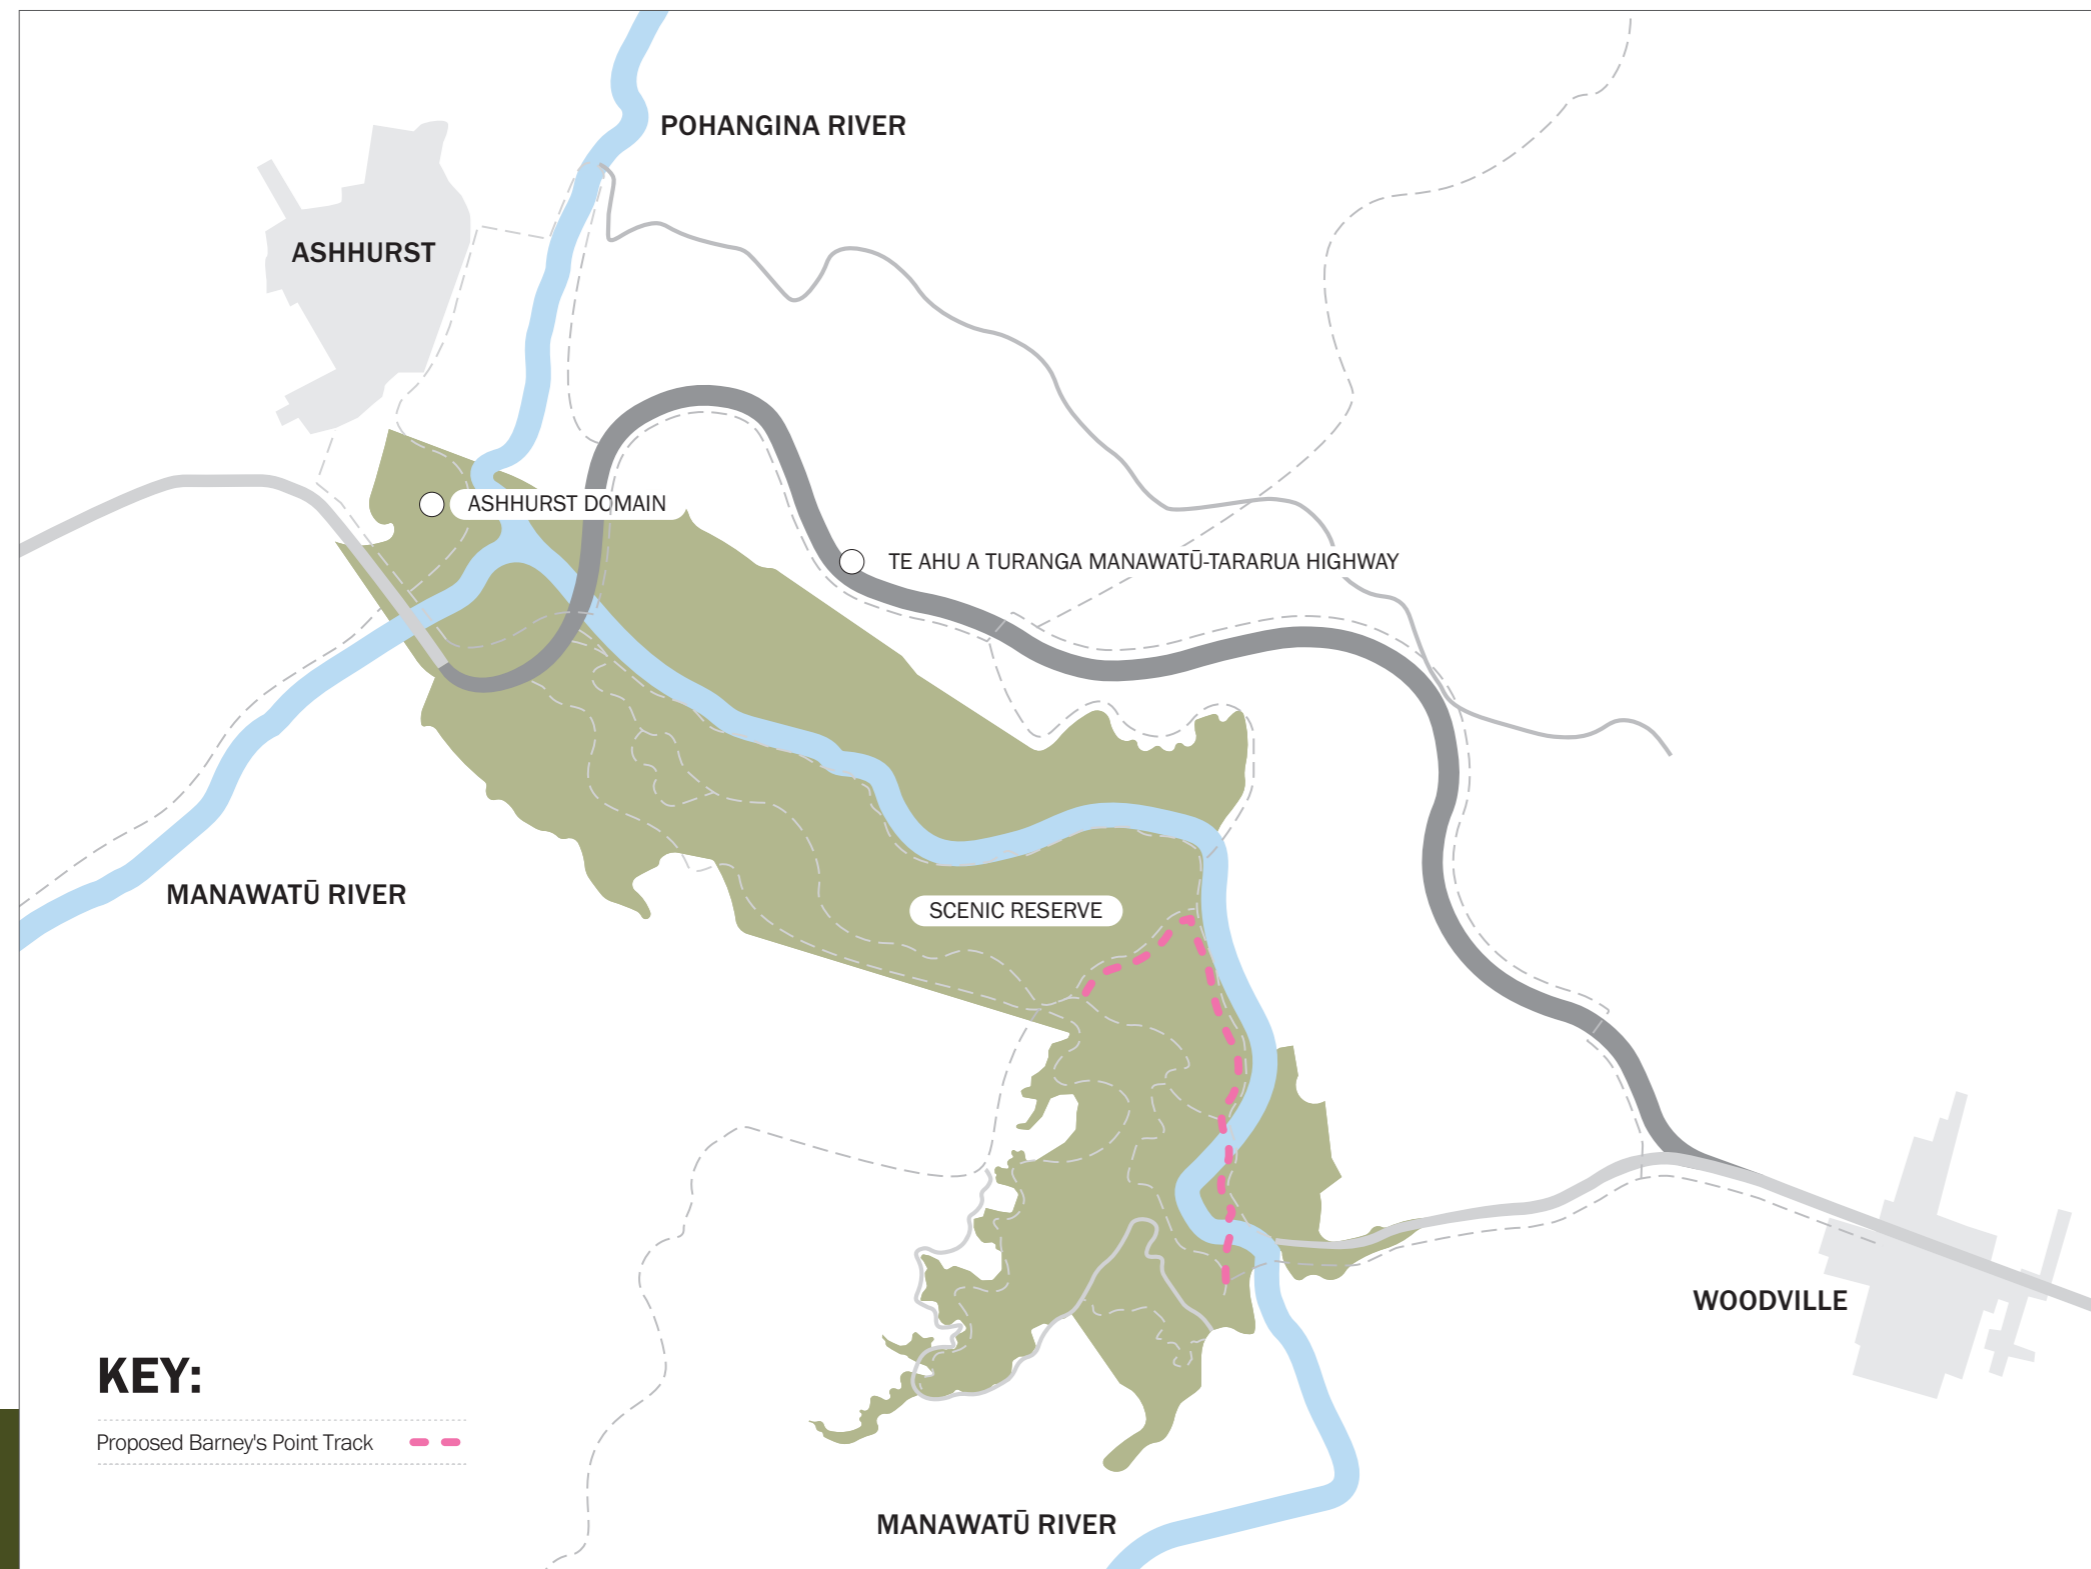 POHANGINA RIVER
ASHHURST
ASHHURST DOMAIN
TE AHU A TURANGA MANAWATŪ-TARARUA HIGHWAY
MANAWATŪ RIVER
SCENIC RESERVE
WOODVILLE
KEY:
Proposed Barney's Point Track
MANAWATŪ RIVER